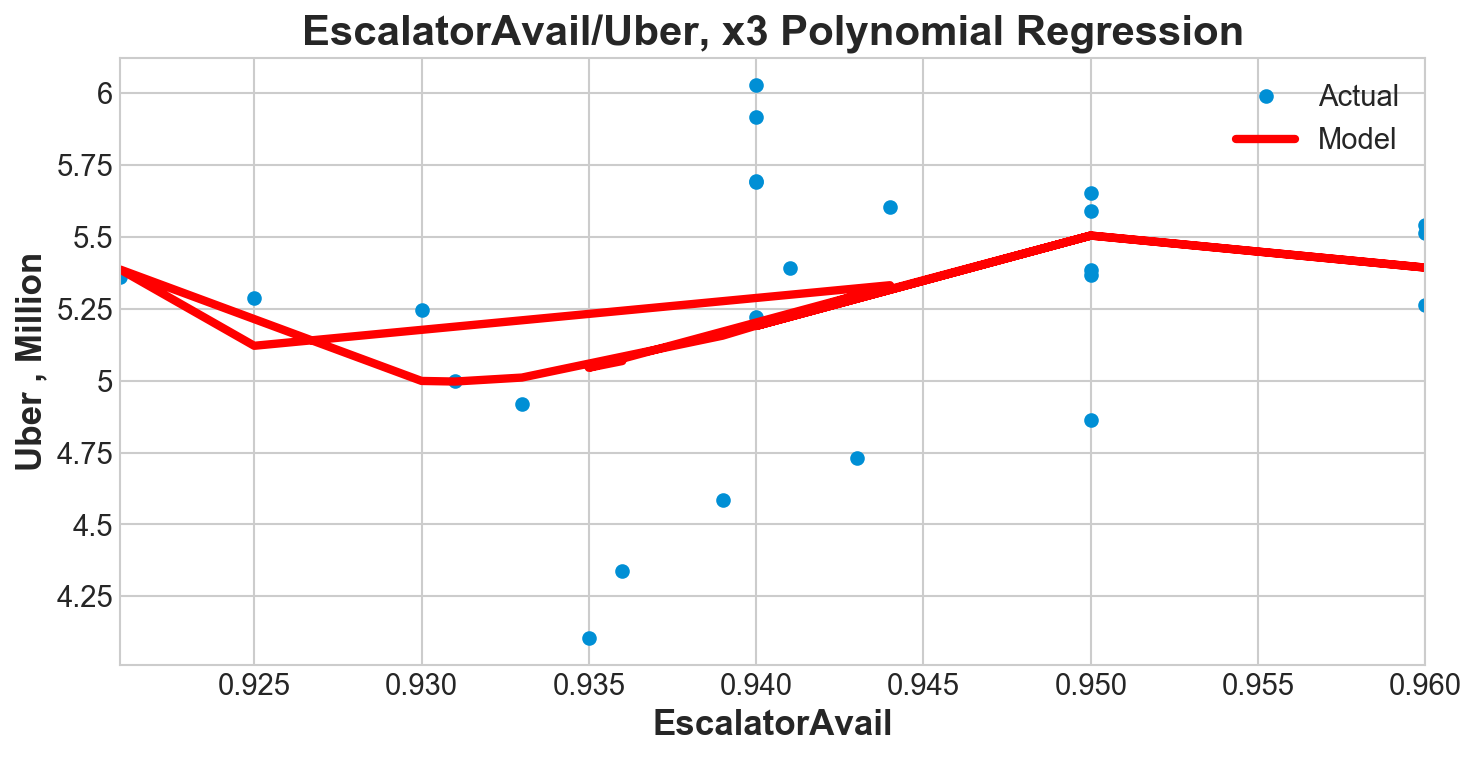 EscalatorAvail/Uber, x3 Polynomial Regression
Actual
Model
6
5.75
5.5
5.25
5
4.75
4.5
4.25
Uber , Million
0.925 0.930 0.935 0.940 0.945 0.950 0.955 0.960
EscalatorAvail